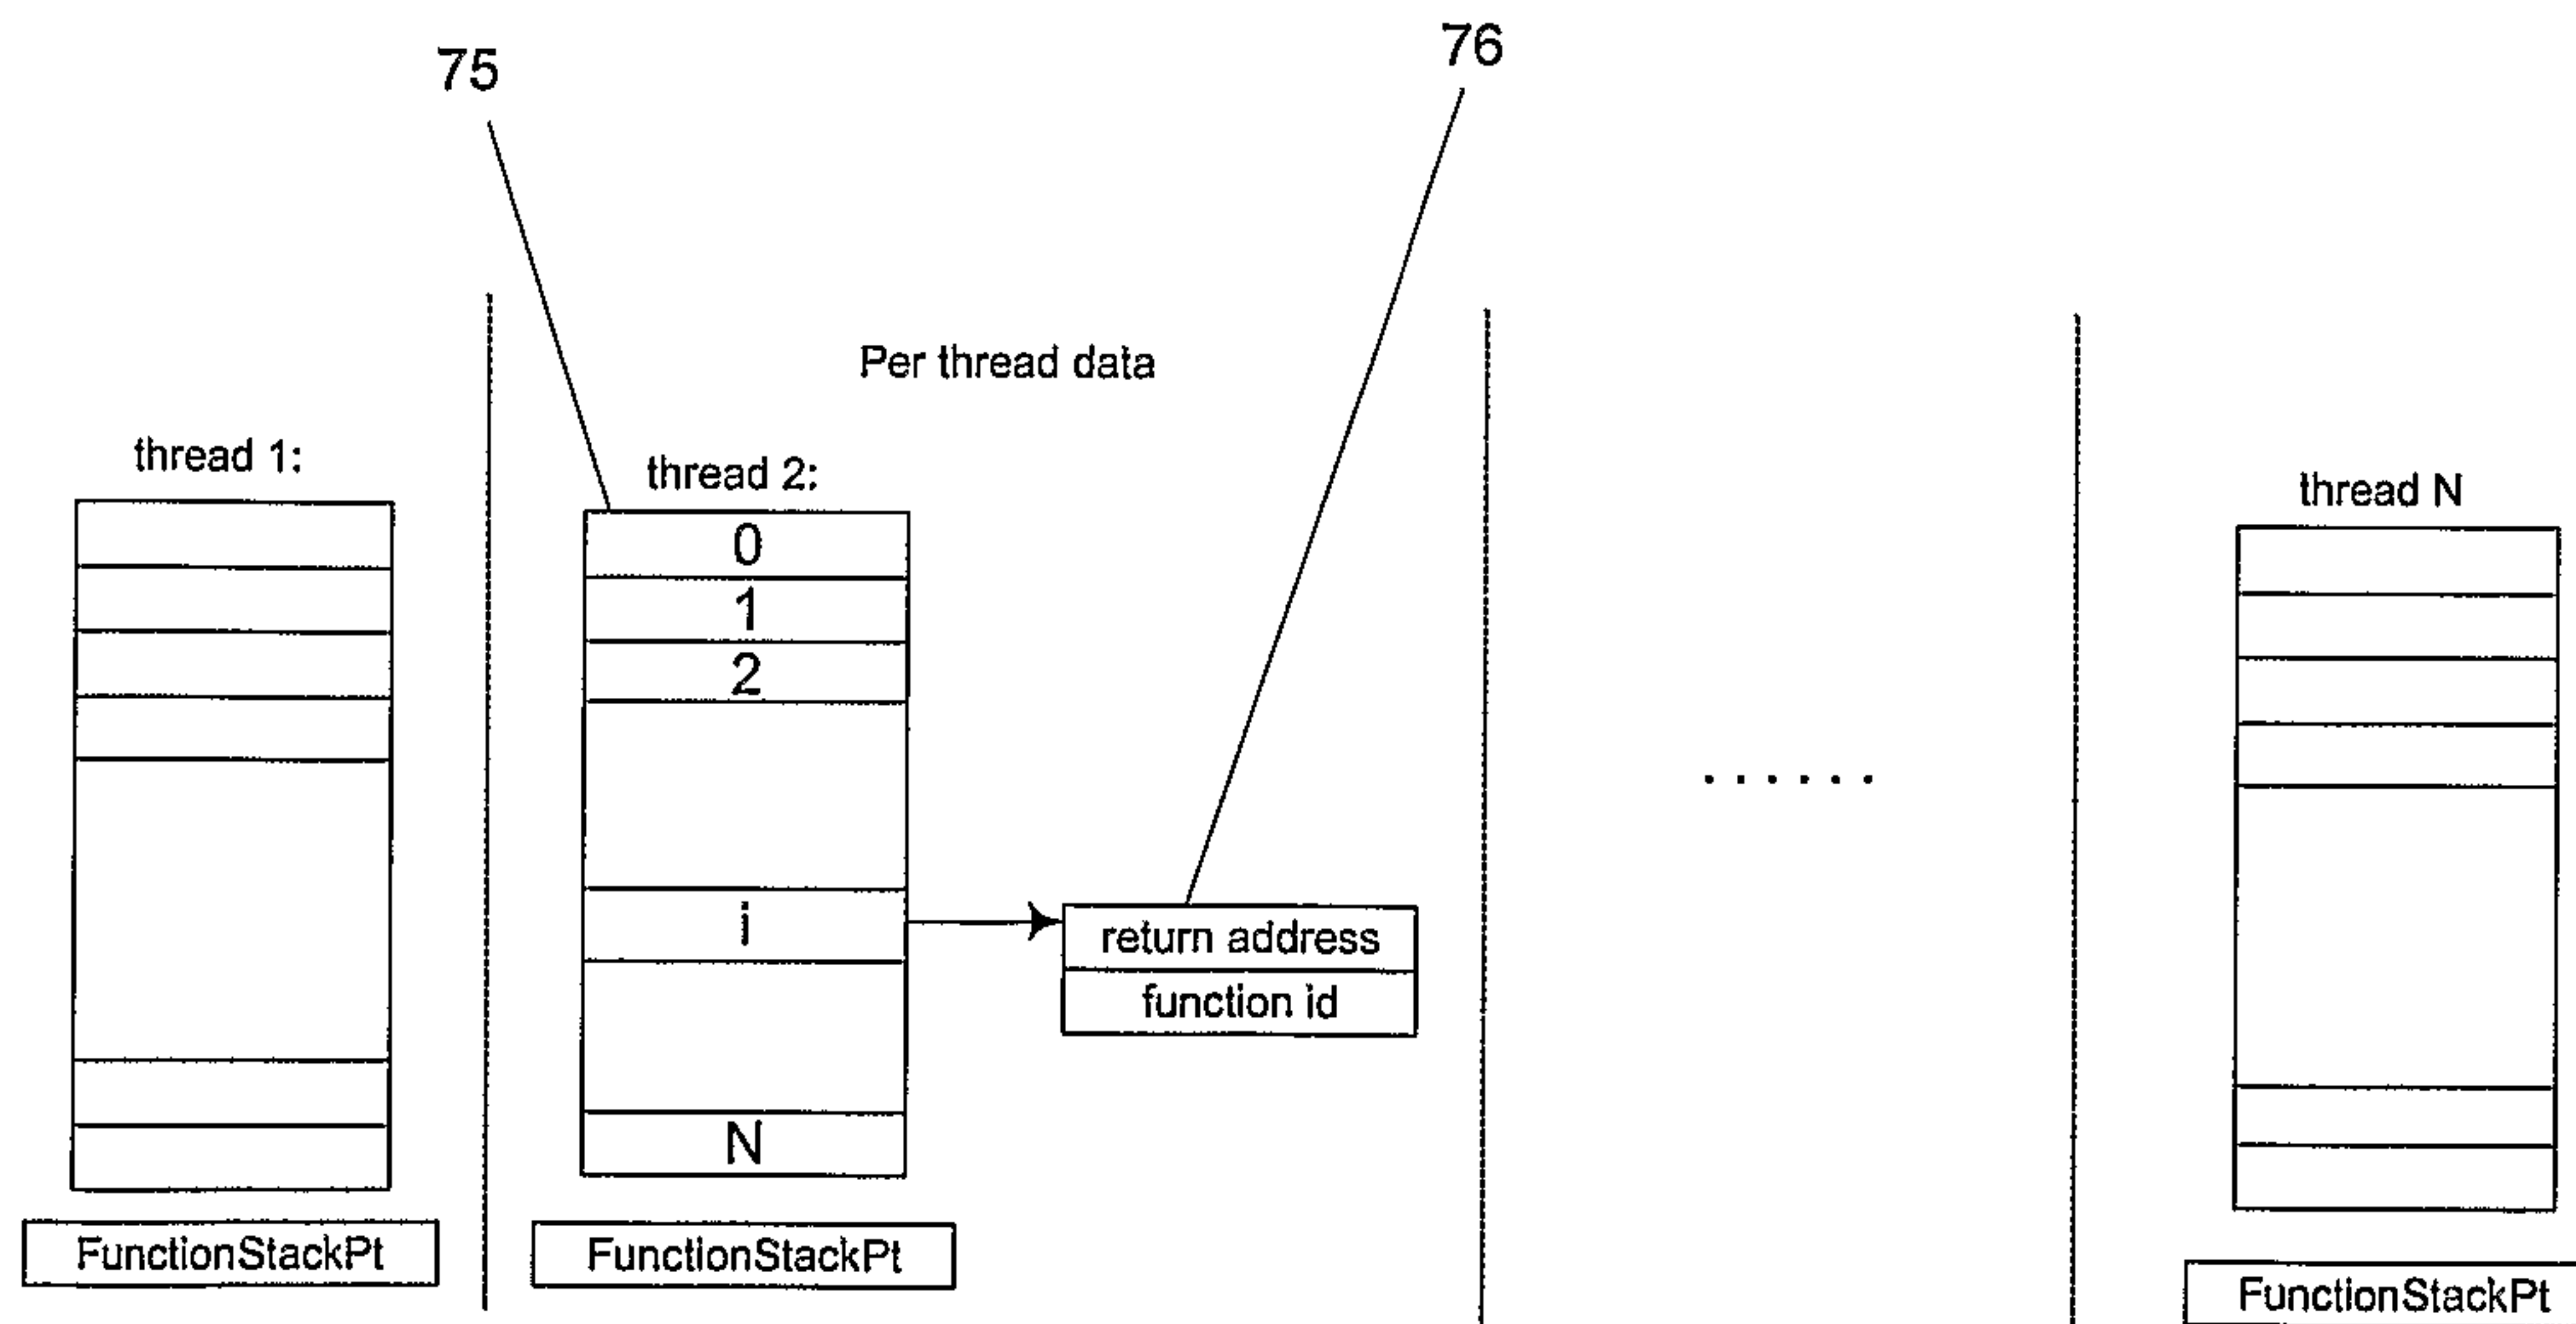 75
76
Per thread data
thread 1:
thread 2:
thread N
0
1
2
......
i
return address
function id
N
FunctionStackPt
FunctionStackPt
FunctionStackPt